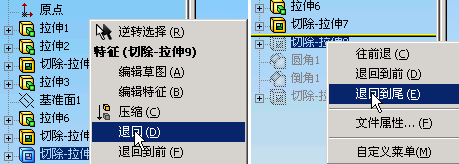 原点
拉伸1
拉伸2
切除-拉伸
拉伸3
基准面1
拉伸6
切除-拉伸
切除-拉伸
逆转选择(R)
特征(切除-拉伸9)
编辑草图(A)
编辑特征(B)
压缩(C)
退回(D)
退回到前(F)
拉伸6
切除-拉伸7
切除-拉伸9
圆角1
倒角1
往前退(C)
退回到前(D)
退回到尾(E)
文件属性...(F)
自定义菜单(M)